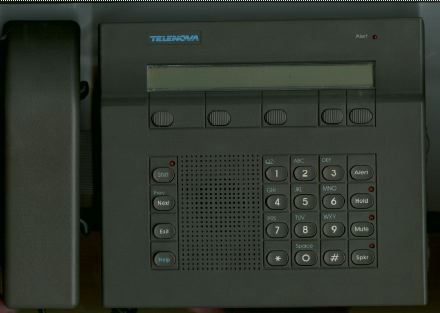 TELENOVA
Alert
QZ ABC DEF
Shift 1 2 3 Alert
Prev GHI JKL MNO
Next 4 5 6 Hold
PRS TUV WXY
Exit 7 8 9 Mute
Space
Help * 0 # Spkr